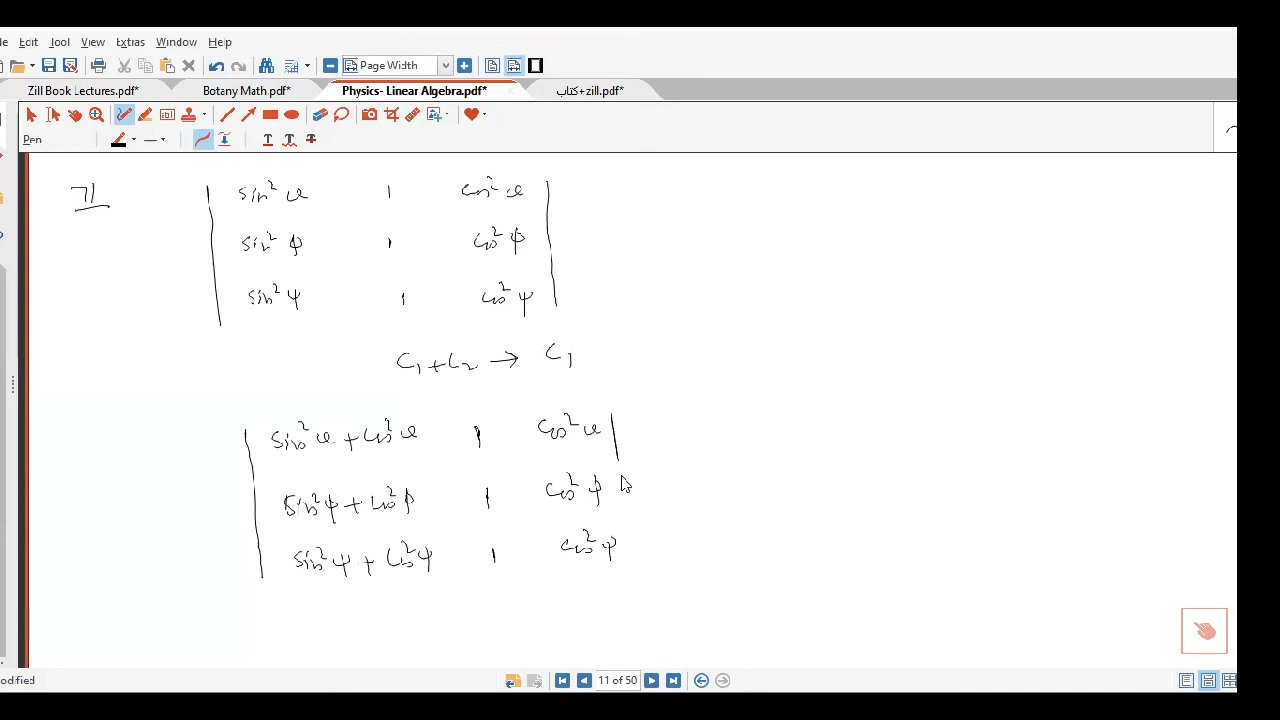 le Edit Tool View Extras Window Help
Page Width
Zill Book Lectures.pdf* Botany Math.pdf* Physics- Linear Algebra.pdf* کتاب+zill.pdf*
Pen
71
| sin² α 1 cos² α |
| sin² φ 1 cos² φ |
| sin² ψ 1 cos² ψ |
C₁ + C₂ → C₁
| sin² α + cos² α 1 cos² α |
| sin² φ + cos² φ 1 cos² φ
| sin² ψ + cos² ψ 1 cos² ψ
odified 11 of 50